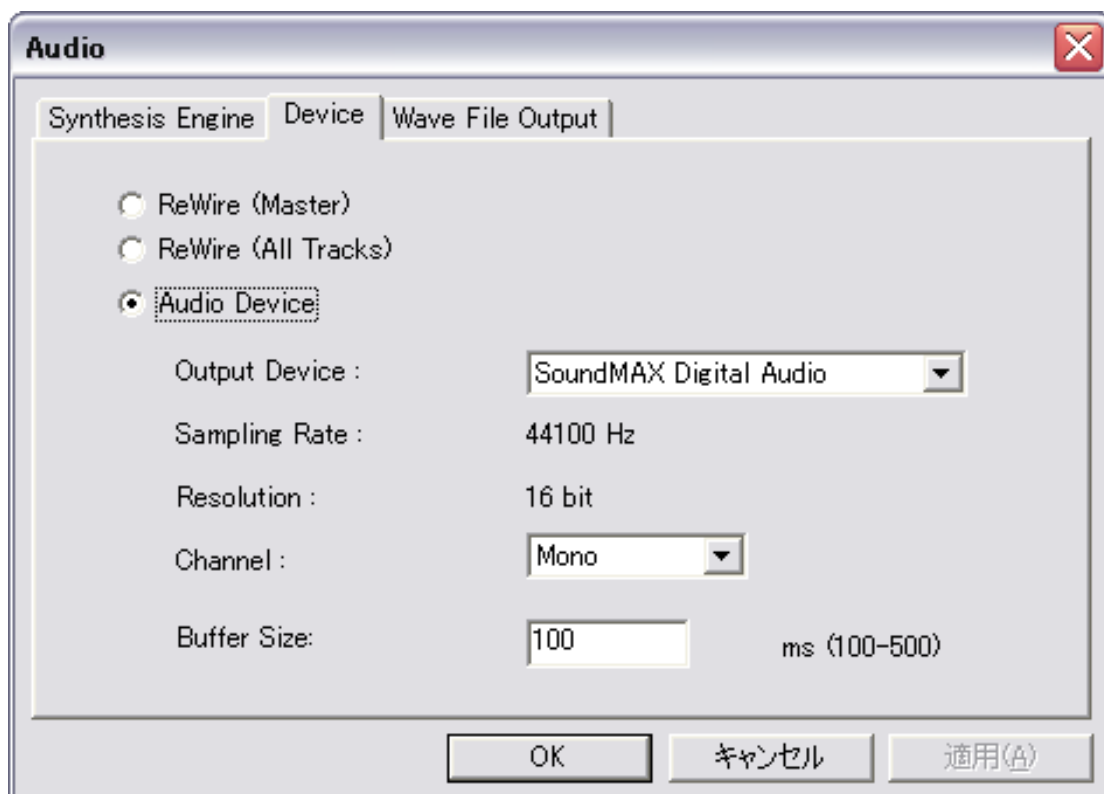 Audio
Synthesis Engine Device Wave File Output
ReWire (Master)
ReWire (All Tracks)
Audio Device
Output Device : SoundMAX Digital Audio
Sampling Rate : 44100 Hz
Resolution : 16 bit
Channel : Mono
Buffer Size: 100 ms (100-500)
OK キャンセル 適用(A)